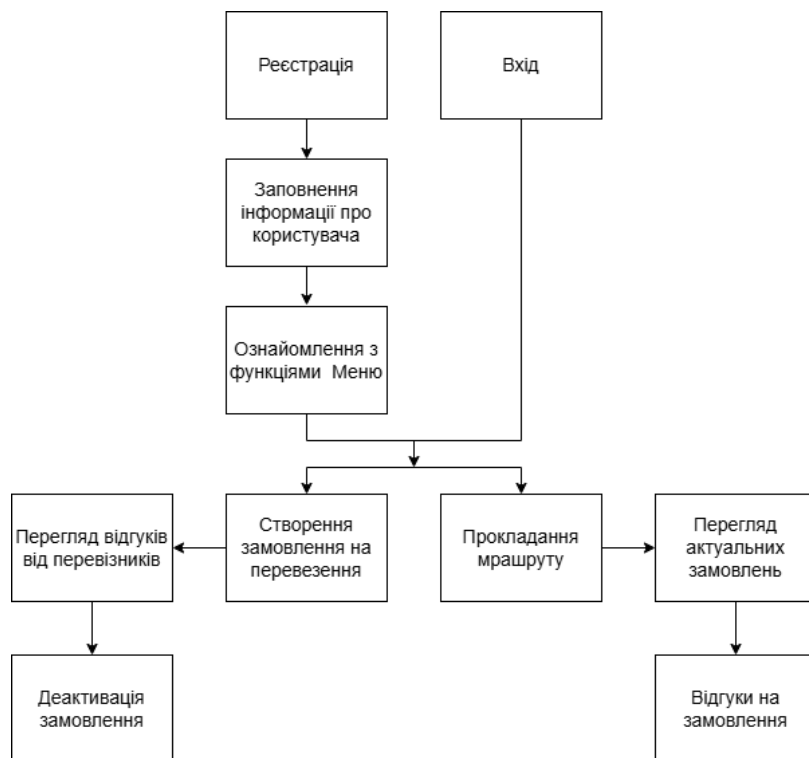 Реєстрація
Вхід
Заповнення
інформації про
користувача
Ознайомлення з
функціями Меню
Перегляд відгуків
від перевізників
Створення
замовлення на
перевезення
Прокладання
мрашруту
Перегляд
актуальних
замовлень
Деактивація
замовлення
Відгуки на
замовлення